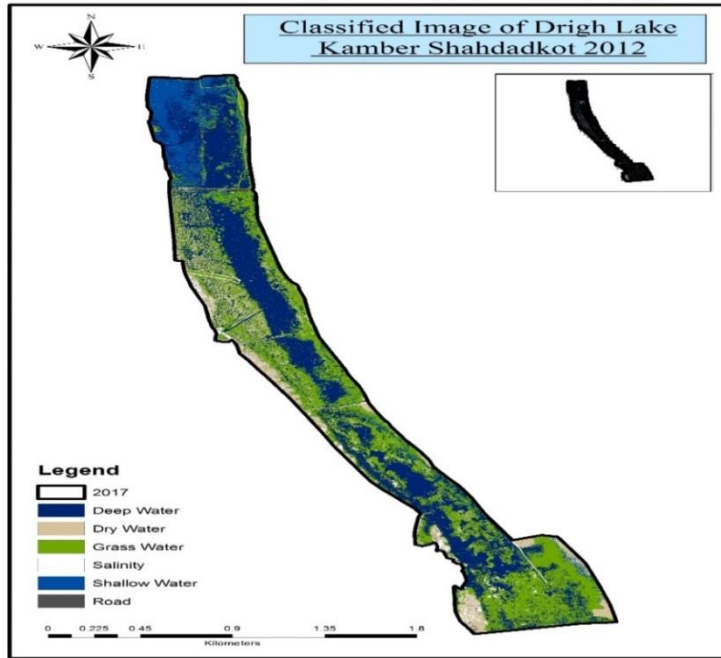 Classified Image of Drigh Lake
Kamber Shahdadkot 2012
N
W E
S
Legend
2017
Deep Water
Dry Water
Grass Water
Salinity
Shallow Water
Road
0 0.225 0.45 0.9 1.35 1.8
Kilometers